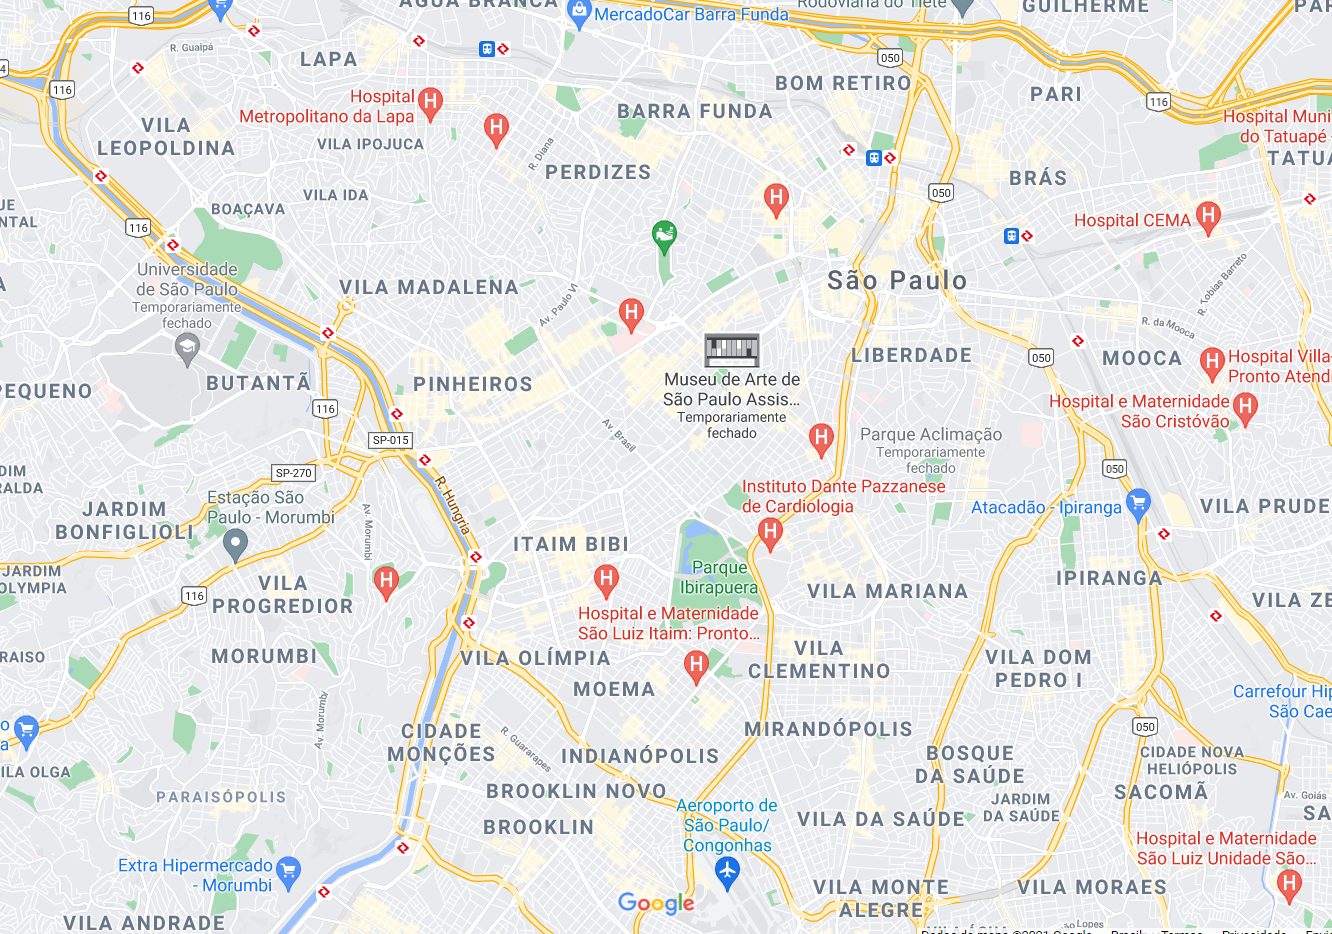 116
ÁGUA BRANCA
MercadoCar Barra Funda
Rodoviária do Tietê
GUILHERME
R. Guaipá
LAPA
050
BOM RETIRO
PARI
116
116
Hospital
Metropolitano da Lapa
BARRA FUNDA
VILA
LEOPOLDINA
VILA IPOJUCA
R. Diana
PERDIZES
Hospital Muni
do Tatuapé
TATUA
BRÁS
VILA IDA
BOAÇAVA
050
116
Hospital CEMA
Universidade
de São Paulo
Temporariamente
fechado
VILA MADALENA
Av. Paulo VI
São Paulo
R. Tobias Barreto
R. da Mooca
LIBERDADE
050
MOOCA
Hospital Villa-
Pronto Atendi
PEQUENO
BUTANTÃ
PINHEIROS
Museu de Arte de
São Paulo Assis...
Temporariamente
fechado
116
Hospital e Maternidade
São Cristóvão
SP-015
Av. Brasil
Parque Aclimação
Temporariamente
fechado
SP-270
050
R. Hungria
Instituto Dante Pazzanese
de Cardiologia
Estação São
Paulo - Morumbi
JARDIM
BONFIGLIOLI
Av. Morumbi
Atacadão - Ipiranga
VILA PRUDE
ITAIM BIBI
Parque
Ibirapuera
JARDIM
OLYMPIA
VILA
PROGREDIOR
116
IPIRANGA
VILA MARIANA
VILA ZE
Hospital e Maternidade
São Luiz Itaim: Pronto...
MORUMBI
VILA OLÍMPIA
VILA
CLEMENTINO
VILA DOM
PEDRO I
MOEMA
Av. Morumby
Carrefour Hip
São Cae
CIDADE
MONÇÕES
R. Guararapes
INDIANÓPOLIS
MIRANDÓPOLIS
050
BOSQUE
DA SAÚDE
CIDADE NOVA
HELIÓPOLIS
VILA OLGA
PARAISÓPOLIS
BROOKLIN NOVO
SACOMÃ
Av. Goiás
JARDIM
DA SAÚDE
BROOKLIN
Aeroporto de
São Paulo/
Congonhas
VILA DA SAÚDE
SA
Hospital e Maternidade
São Luiz Unidade São...
Extra Hipermercado
- Morumbi
VILA MONTE
ALEGRE
VILA MORAES
Google
VILA ANDRADE